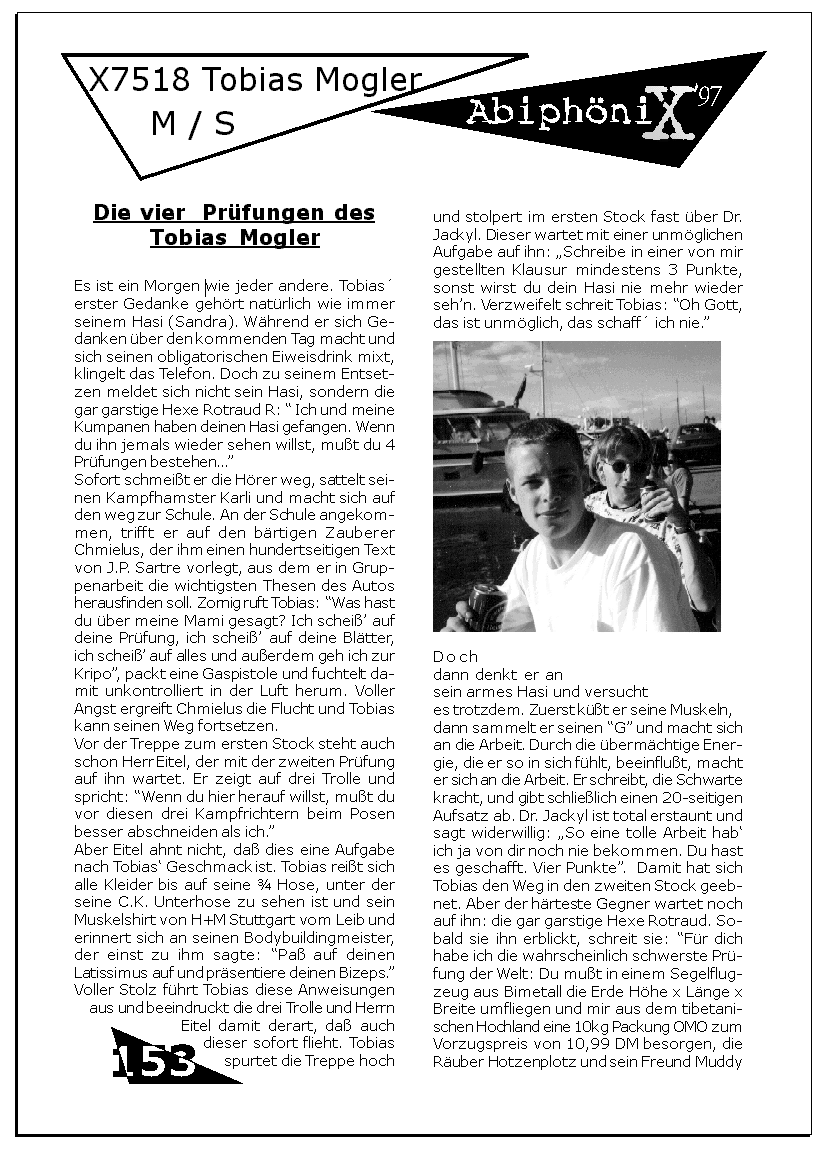 X7518 Tobias Mogler
M / S
AbiphöniX '97
Die vier Prüfungen des
Tobias Mogler
Es ist ein Morgen wie jeder andere. Tobias´
erster Gedanke gehört natürlich wie immer
seinem Hasi (Sandra). Während er sich Ge-
danken über den kommenden Tag macht und
sich seinen obligatorischen Eiweisdrink mixt,
klingelt das Telefon. Doch zu seinem Entset-
zen meldet sich nicht sein Hasi, sondern die
gar garstige Hexe Rotraud R: “ Ich und meine
Kumpanen haben deinen Hasi gefangen. Wenn
du ihn jemals wieder sehen willst, mußt du 4
Prüfungen bestehen...”
Sofort schmeißt er die Hörer weg, sattelt sei-
nen Kampfhamster Karli und macht sich auf
den weg zur Schule. An der Schule angekom-
men, trifft er auf den bärtigen Zauberer
Chmielus, der ihm einen hundertseitigen Text
von J.P. Sartre vorlegt, aus dem er in Grup-
penarbeit die wichtigsten Thesen des Autos
herausfinden soll. Zornig ruft Tobias: “Was hast
du über meine Mami gesagt? Ich scheiß’ auf
deine Prüfung, ich scheiß’ auf deine Blätter,
ich scheiß’ auf alles und außerdem geh ich zur
Kripo”, packt eine Gaspistole und fuchtelt da-
mit unkontrolliert in der Luft herum. Voller
Angst ergreift Chmielus die Flucht und Tobias
kann seinen Weg fortsetzen.
Vor der Treppe zum ersten Stock steht auch
schon Herr Eitel, der mit der zweiten Prüfung
auf ihn wartet. Er zeigt auf drei Trolle und
spricht: “Wenn du hier herauf willst, mußt du
vor diesen drei Kampfrichtern beim Posen
besser abschneiden als ich.”
Aber Eitel ahnt nicht, daß dies eine Aufgabe
nach Tobias‘ Geschmack ist. Tobias reißt sich
alle Kleider bis auf seine ¾ Hose, unter der
seine C.K. Unterhose zu sehen ist und sein
Muskelshirt von H+M Stuttgart vom Leib und
erinnert sich an seinen Bodybuildingmeister,
der einst zu ihm sagte: “Paß auf deinen
Latissimus auf und präsentiere deinen Bizeps.”
Voller Stolz führt Tobias diese Anweisungen
aus und beeindruckt die drei Trolle und Herrn
Eitel damit derart, daß auch
dieser sofort flieht. Tobias
spurtet die Treppe hoch
153
und stolpert im ersten Stock fast über Dr.
Jackyl. Dieser wartet mit einer unmöglichen
Aufgabe auf ihn: „Schreibe in einer von mir
gestellten Klausur mindestens 3 Punkte,
sonst wirst du dein Hasi nie mehr wieder
seh’n. Verzweifelt schreit Tobias: “Oh Gott,
das ist unmöglich, das schaff´ ich nie.”
Doch
dann denkt er an
sein armes Hasi und versucht
es trotzdem. Zuerst küßt er seine Muskeln,
dann sammelt er seinen “G” und macht sich
an die Arbeit. Durch die übermächtige Ener-
gie, die er so in sich fühlt, beeinflußt, macht
er sich an die Arbeit. Er schreibt, die Schwarte
kracht, und gibt schließlich einen 20-seitigen
Aufsatz ab. Dr. Jackyl ist total erstaunt und
sagt widerwillig: „So eine tolle Arbeit hab‘
ich ja von dir noch nie bekommen. Du hast
es geschafft. Vier Punkte”. Damit hat sich
Tobias den Weg in den zweiten Stock geeb-
net. Aber der härteste Gegner wartet noch
auf ihn: die gar garstige Hexe Rotraud. So-
bald sie ihn erblickt, schreit sie: “Für dich
habe ich die wahrscheinlich schwerste Prü-
fung der Welt: Du mußt in einem Segelflug-
zeug aus Bimetall die Erde Höhe x Länge x
Breite umfliegen und mir aus dem tibetani-
schen Hochland eine 10kg Packung OMO zum
Vorzugspreis von 10,99 DM besorgen, die
Räuber Hotzenplotz und sein Freund Muddy